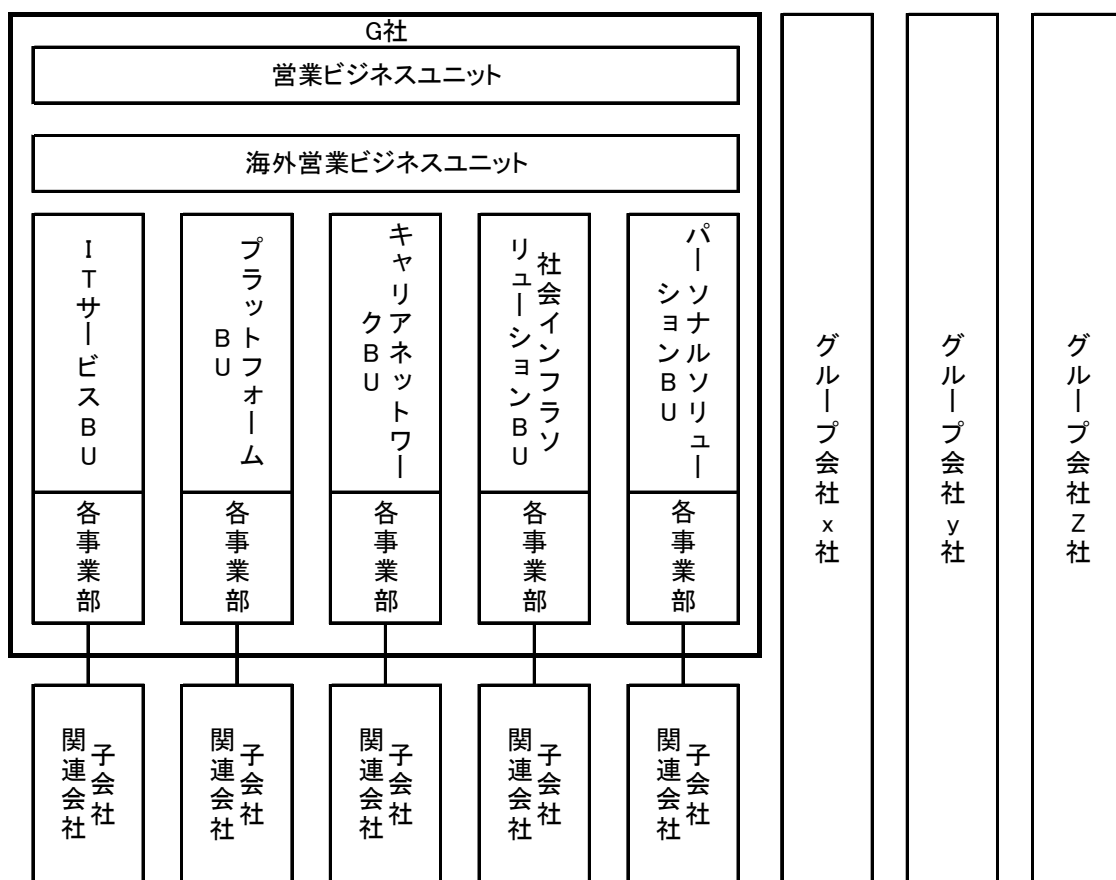 G社
営業ビジネスユニット
海外営業ビジネスユニット
ITサービスBU
プラットフォーム
BU
キャリアネットワー
クBU
社会インフラソ
リューションBU
パーソナルソリュー
ションBU
各事業部
各事業部
各事業部
各事業部
各事業部
子会社
関連会社
子会社
関連会社
子会社
関連会社
子会社
関連会社
子会社
関連会社
グループ会社x社
グループ会社y社
グループ会社Z社